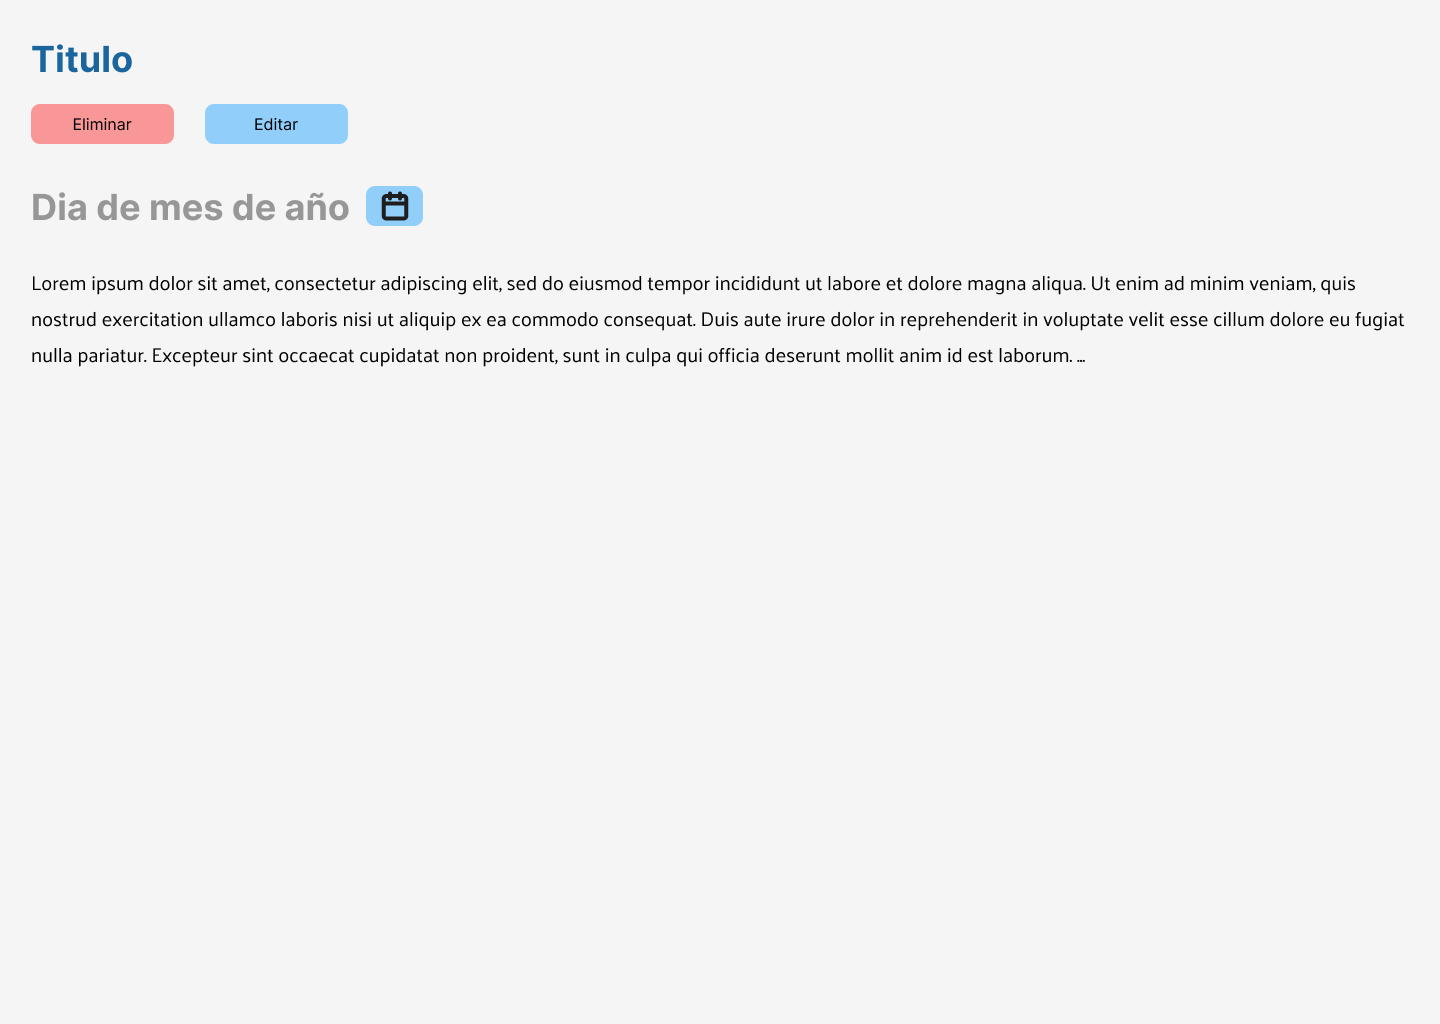 Titulo
Eliminar Editar
Dia de mes de año
Lorem ipsum dolor sit amet, consectetur adipiscing elit, sed do eiusmod tempor incididunt ut labore et dolore magna aliqua. Ut enim ad minim veniam, quis
nostrud exercitation ullamco laboris nisi ut aliquip ex ea commodo consequat. Duis aute irure dolor in reprehenderit in voluptate velit esse cillum dolore eu fugiat
nulla pariatur. Excepteur sint occaecat cupidatat non proident, sunt in culpa qui officia deserunt mollit anim id est laborum. ...